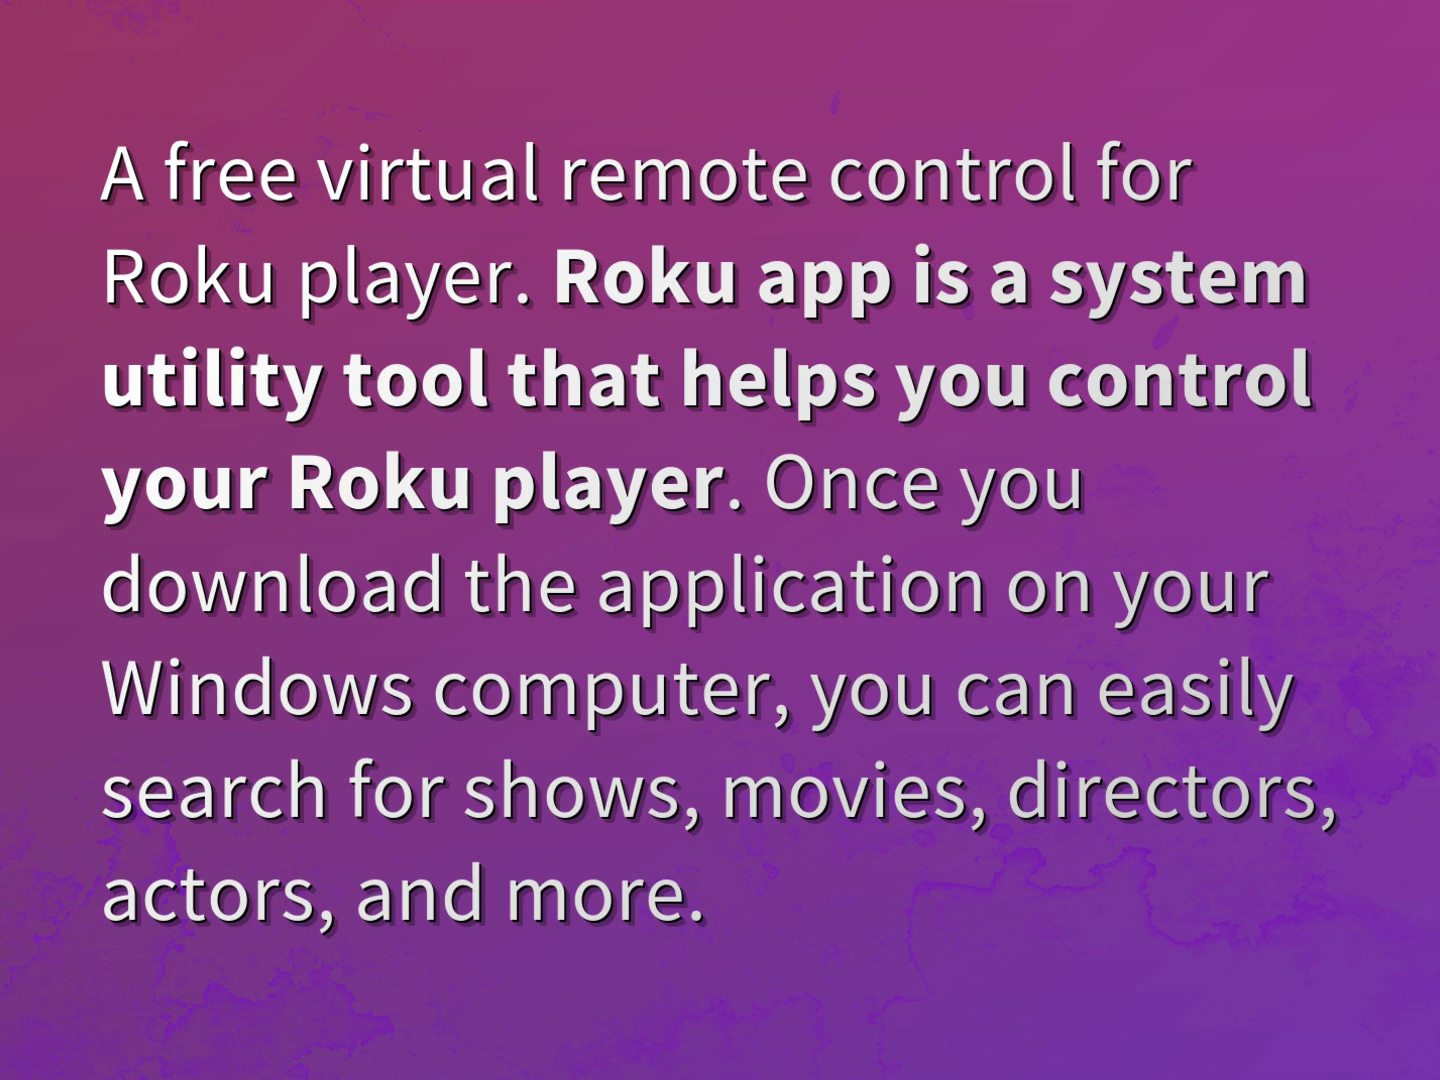 A free virtual remote control for
Roku player. Roku app is a system
utility tool that helps you control
your Roku player. Once you
download the application on your
Windows computer, you can easily
search for shows, movies, directors,
actors, and more.